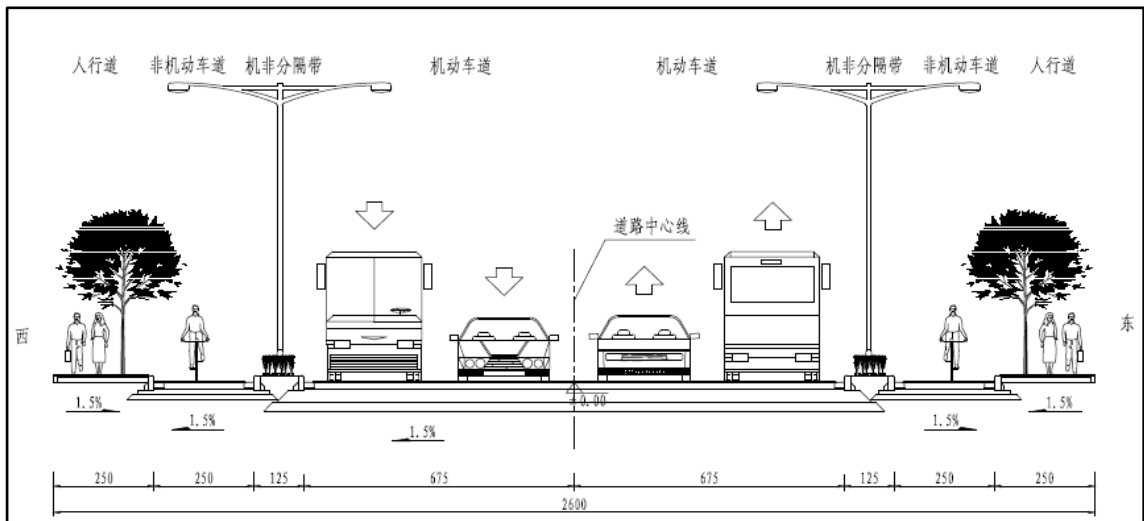 人行道 非机动车道 机非分隔带 机动车道 机动车道 机非分隔带 非机动车道 人行道
道路中心线
西 东
±0.00
1.5% 1.5%
1.5% 1.5% 1.5%
250 250 125 675 675 125 250 250
2600